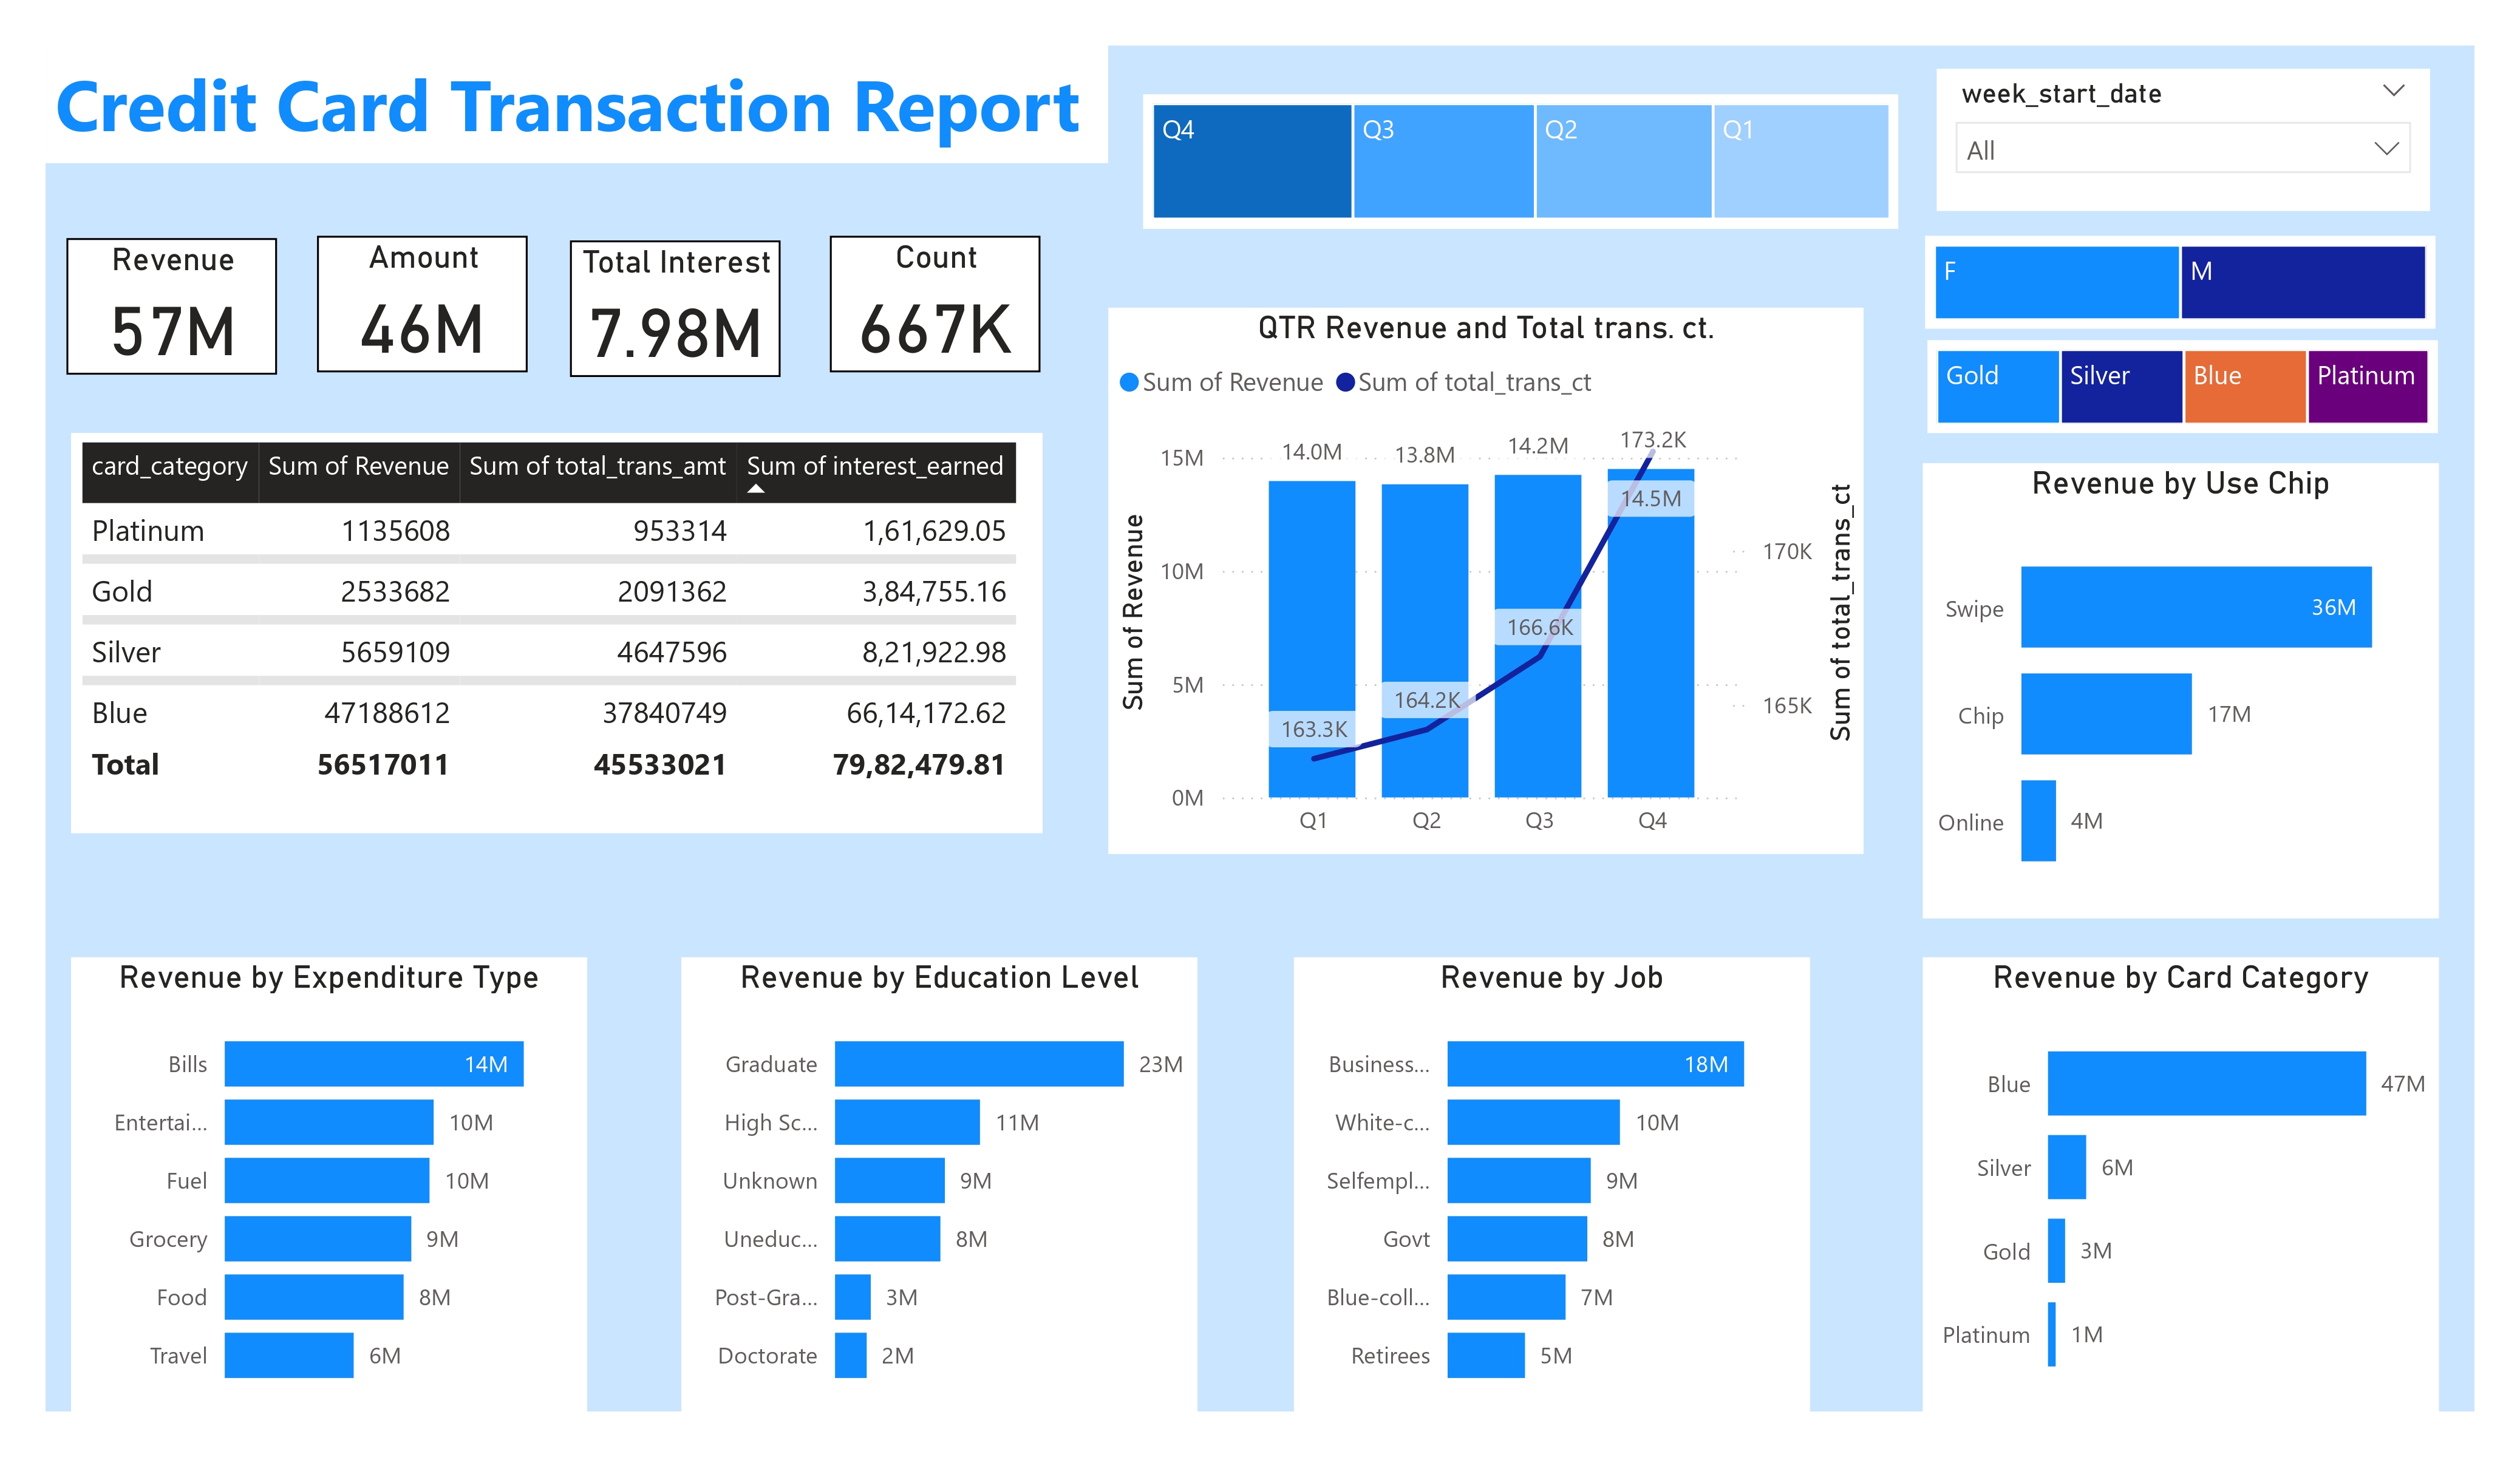 Credit Card Transaction Report
Q4 Q3 Q2 Q1
week_start_date
All
Revenue
57M
Amount
46M
Total Interest
7.98M
Count
667K
F M
Gold Silver Blue Platinum
card_category Sum of Revenue Sum of total_trans_amt Sum of interest_earned
Platinum 1135608 953314 1,61,629.05
Gold 2533682 2091362 3,84,755.16
Silver 5659109 4647596 8,21,922.98
Blue 47188612 37840749 66,14,172.62
Total 56517011 45533021 79,82,479.81
QTR Revenue and Total trans. ct.
Sum of Revenue Sum of total_trans_ct
Sum of Revenue
15M
10M
5M
0M
14.0M 13.8M 14.2M 173.2K
14.5M
166.6K
164.2K
163.3K
170K
165K
Sum of total_trans_ct
Q1 Q2 Q3 Q4
Revenue by Use Chip
Swipe 36M
Chip 17M
Online 4M
Revenue by Expenditure Type
Bills 14M
Entertai... 10M
Fuel 10M
Grocery 9M
Food 8M
Travel 6M
Revenue by Education Level
Graduate 23M
High Sc... 11M
Unknown 9M
Uneduc... 8M
Post-Gra... 3M
Doctorate 2M
Revenue by Job
Business... 18M
White-c... 10M
Selfempl... 9M
Govt 8M
Blue-coll... 7M
Retirees 5M
Revenue by Card Category
Blue 47M
Silver 6M
Gold 3M
Platinum 1M